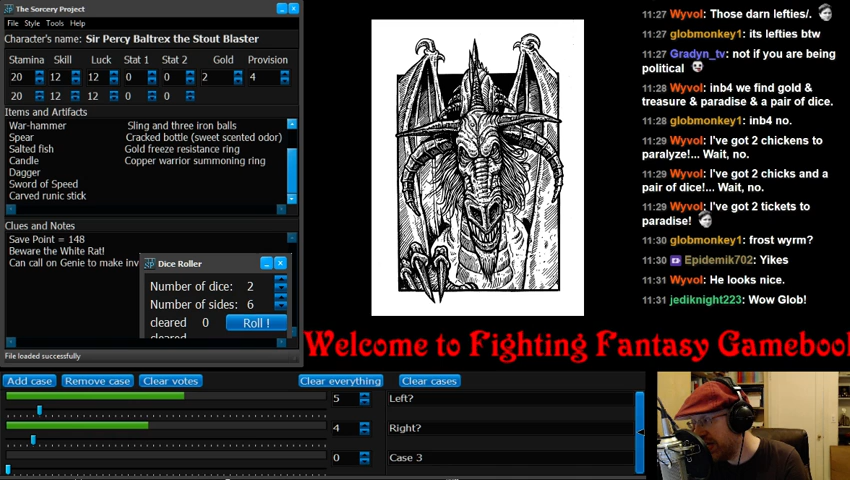 The Sorcery Project
File Style Tools Help
Character's name: Sir Percy Baltrex the Stout Blaster
Stamina Skill Luck Stat 1 Stat 2 Gold Provision
20 12 12 0 0 2 4
20 12 12 0 0
Items and Artifacts
War-hammer Sling and three iron balls
Spear Cracked bottle (sweet scented odor)
Salted fish Gold freeze resistance ring
Candle Copper warrior summoning ring
Dagger
Sword of Speed
Carved runic stick
Clues and Notes
Save Point = 148
Beware the White Rat!
Can call on Genie to make inv
Dice Roller
Number of dice: 2
Number of sides: 6
cleared 0 Roll !
cleared
File loaded successfully
11:27 Wyvol: Those darn lefties/.
11:27 globmonkey1: its lefties btw
11:27 Gradyn_tv: not if you are being
political
11:28 Wyvol: inb4 we find gold &
treasure & paradise & a pair of dice.
11:28 globmonkey1: inb4 no.
11:29 Wyvol: I've got 2 chickens to
paralyze!... Wait, no.
11:29 Wyvol: I've got 2 chicks and a
pair of dice!... Wait, no.
11:29 Wyvol: I've got 2 tickets to
paradise!
11:30 globmonkey1: frost wyrm?
11:30 Epidemik702: Yikes
11:31 Wyvol: He looks nice.
11:31 jediknight223: Wow Glob!
Welcome to Fighting Fantasy Gamebool
Add case Remove case Clear votes Clear everything Clear cases
5 Left?
4 Right?
0 Case 3